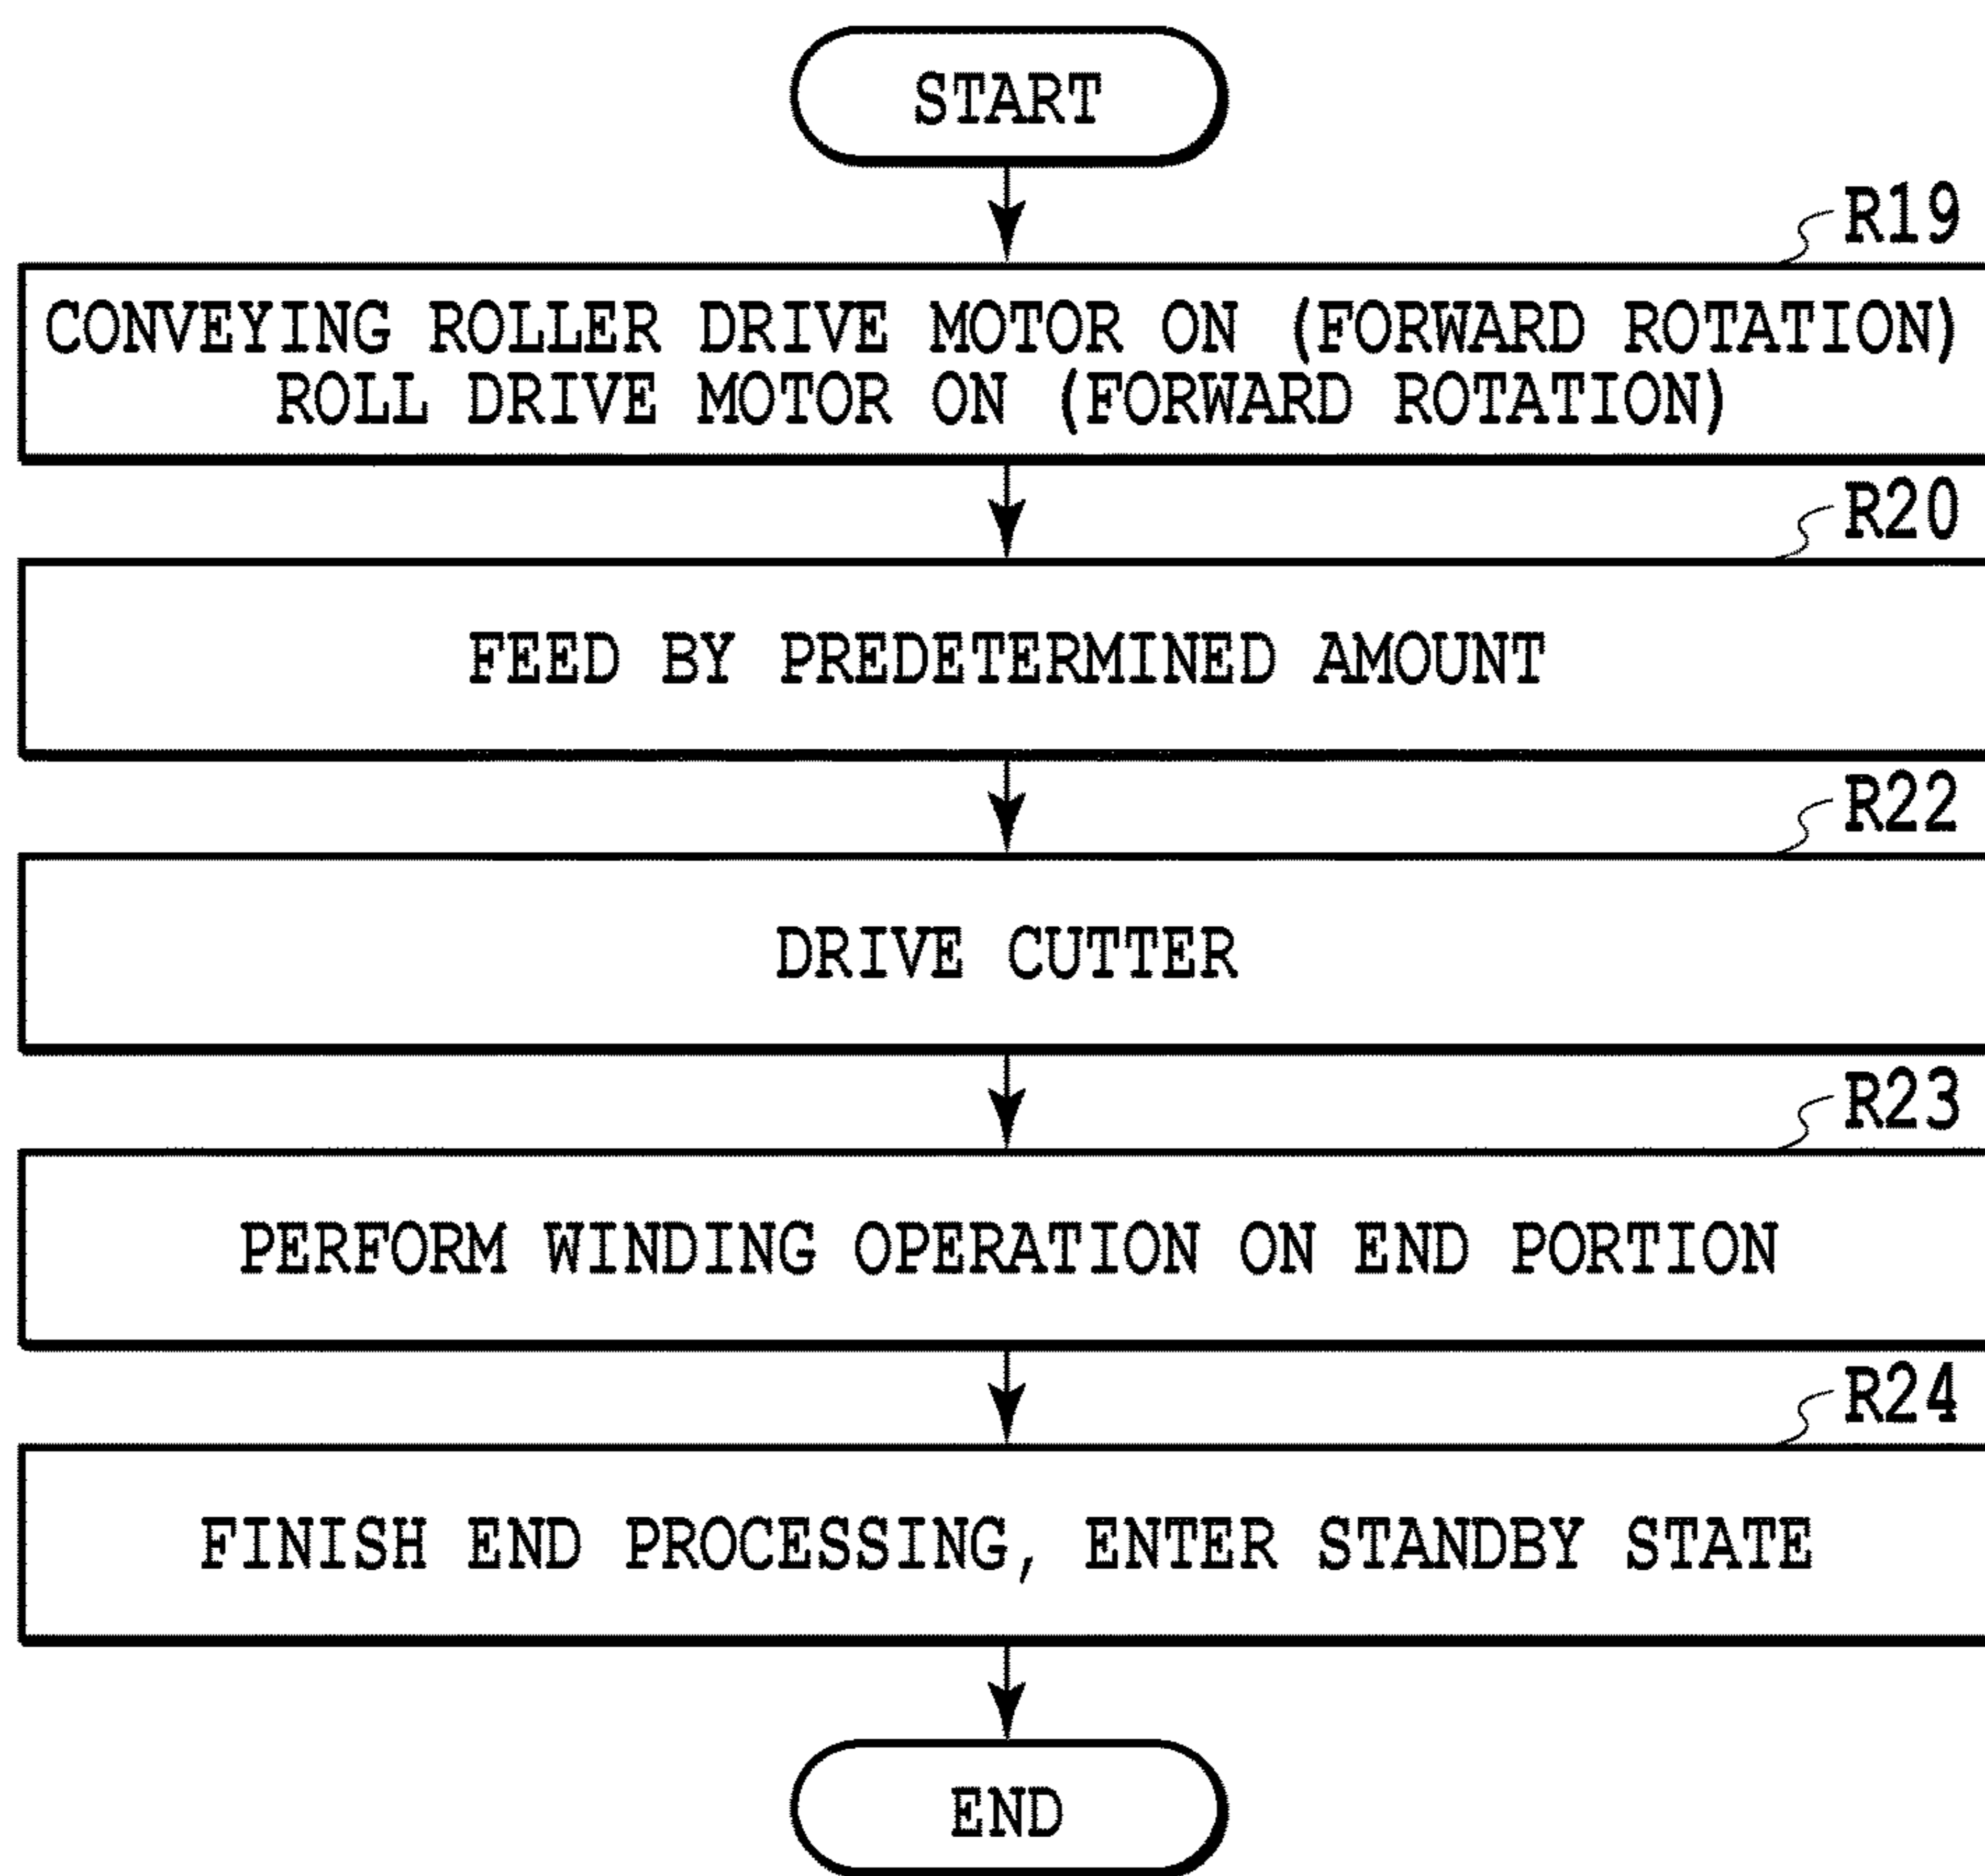 START
R19
CONVEYING ROLLER DRIVE MOTOR ON (FORWARD ROTATION)
ROLL DRIVE MOTOR ON (FORWARD ROTATION)
R20
FEED BY PREDETERMINED AMOUNT
R22
DRIVE CUTTER
R23
PERFORM WINDING OPERATION ON END PORTION
R24
FINISH END PROCESSING, ENTER STANDBY STATE
END